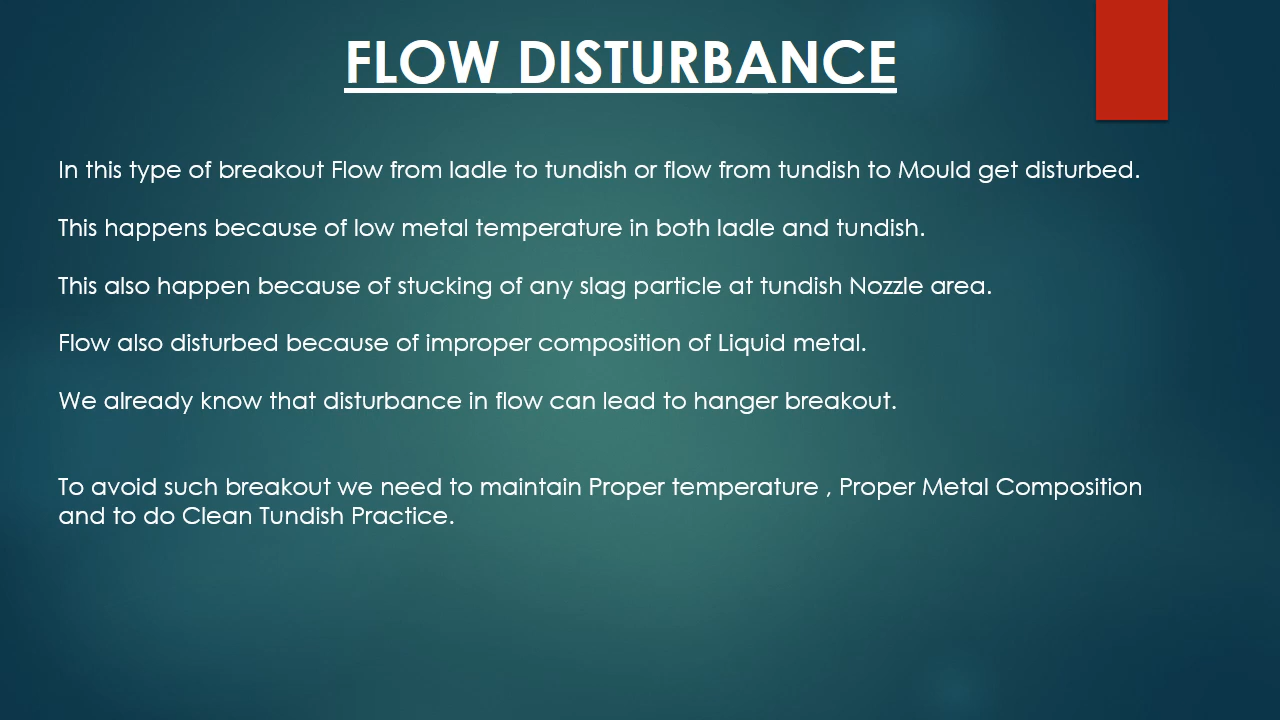 FLOW DISTURBANCE
In this type of breakout Flow from ladle to tundish or flow from tundish to Mould get disturbed.
This happens because of low metal temperature in both ladle and tundish.
This also happen because of stucking of any slag particle at tundish Nozzle area.
Flow also disturbed because of improper composition of Liquid metal.
We already know that disturbance in flow can lead to hanger breakout.
To avoid such breakout we need to maintain Proper temperature , Proper Metal Composition
and to do Clean Tundish Practice.